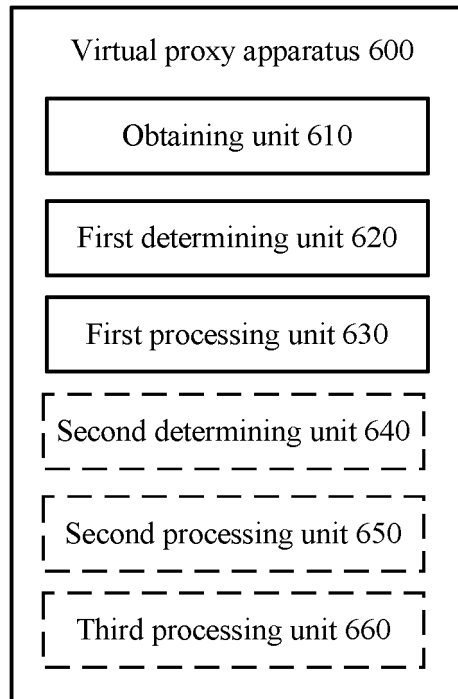 Virtual proxy apparatus 600
Obtaining unit 610
First determining unit 620
First processing unit 630
Second determining unit 640
Second processing unit 650
Third processing unit 660